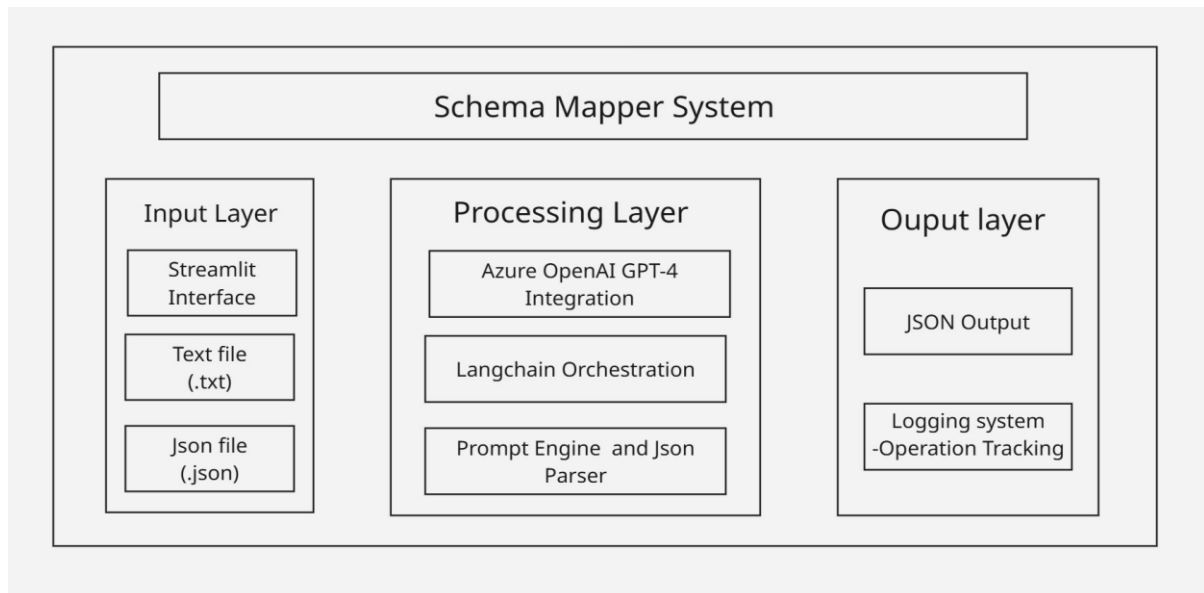 Schema Mapper System
Input Layer
Streamlit
Interface
Text file
(.txt)
Json file
(.json)
Processing Layer
Azure OpenAI GPT-4
Integration
Langchain Orchestration
Prompt Engine and Json
Parser
Ouput layer
JSON Output
Logging system
-Operation Tracking